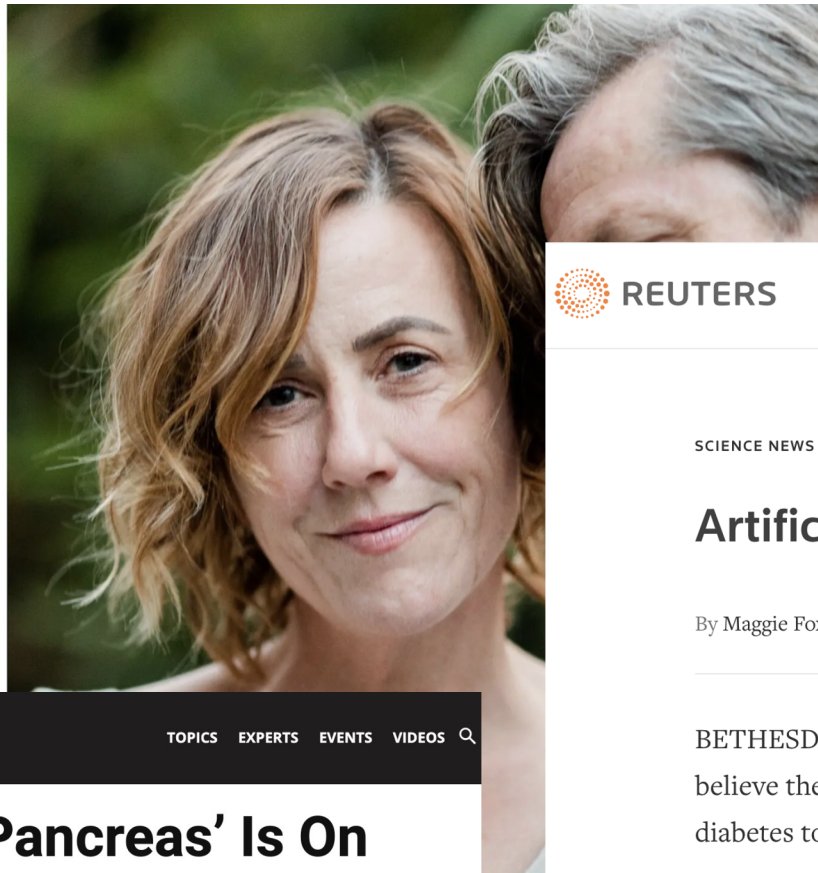 REUTERS
SCIENCE NEWS
Artific
By Maggie Fo
BETHESD
believe the
diabetes to
TOPICS EXPERTS EVENTS VIDEOS
Pancreas’ Is On